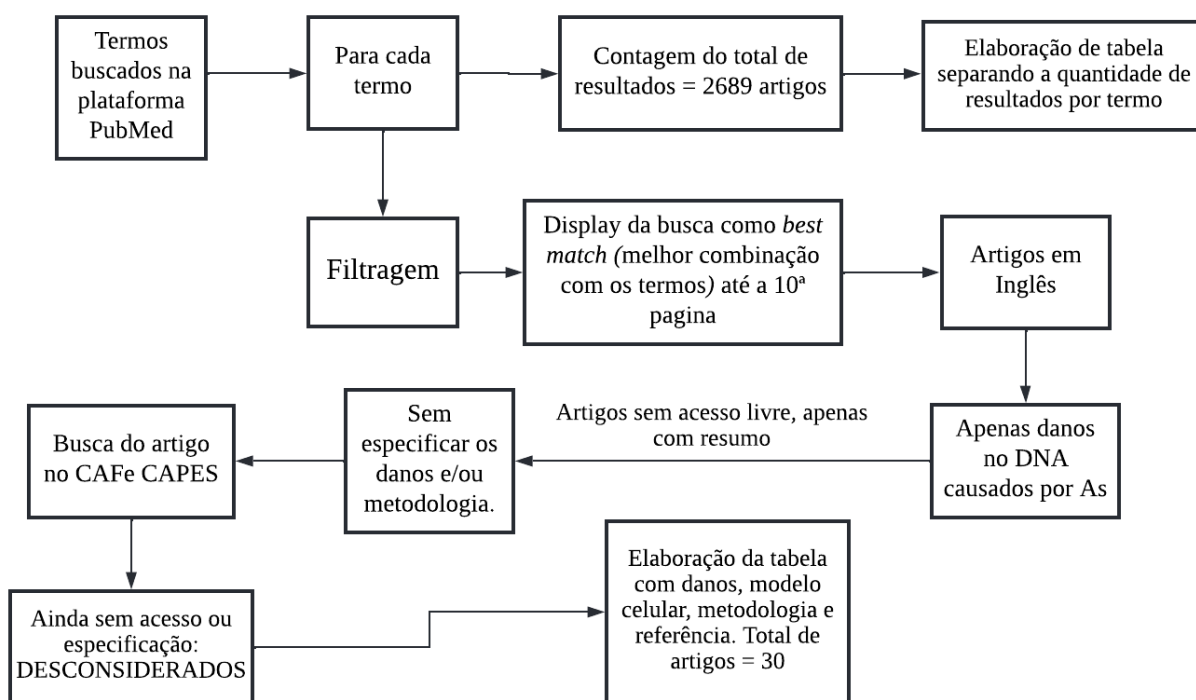 Termos
buscados na
plataforma
PubMed
Para cada
termo
Contagem do total de
resultados = 2689 artigos
Elaboração de tabela
separando a quantidade de
resultados por termo
Filtragem
Display da busca como best
match (melhor combinação
com os termos) até a 10ª
pagina
Artigos em
Inglês
Apenas danos
no DNA
causados por As
Artigos sem acesso livre, apenas
com resumo
Sem
especificar os
danos e/ou
metodologia.
Busca do artigo
no CAFe CAPES
Ainda sem acesso ou
especificação:
DESCONSIDERADOS
Elaboração da tabela
com danos, modelo
celular, metodologia e
referência. Total de
artigos = 30